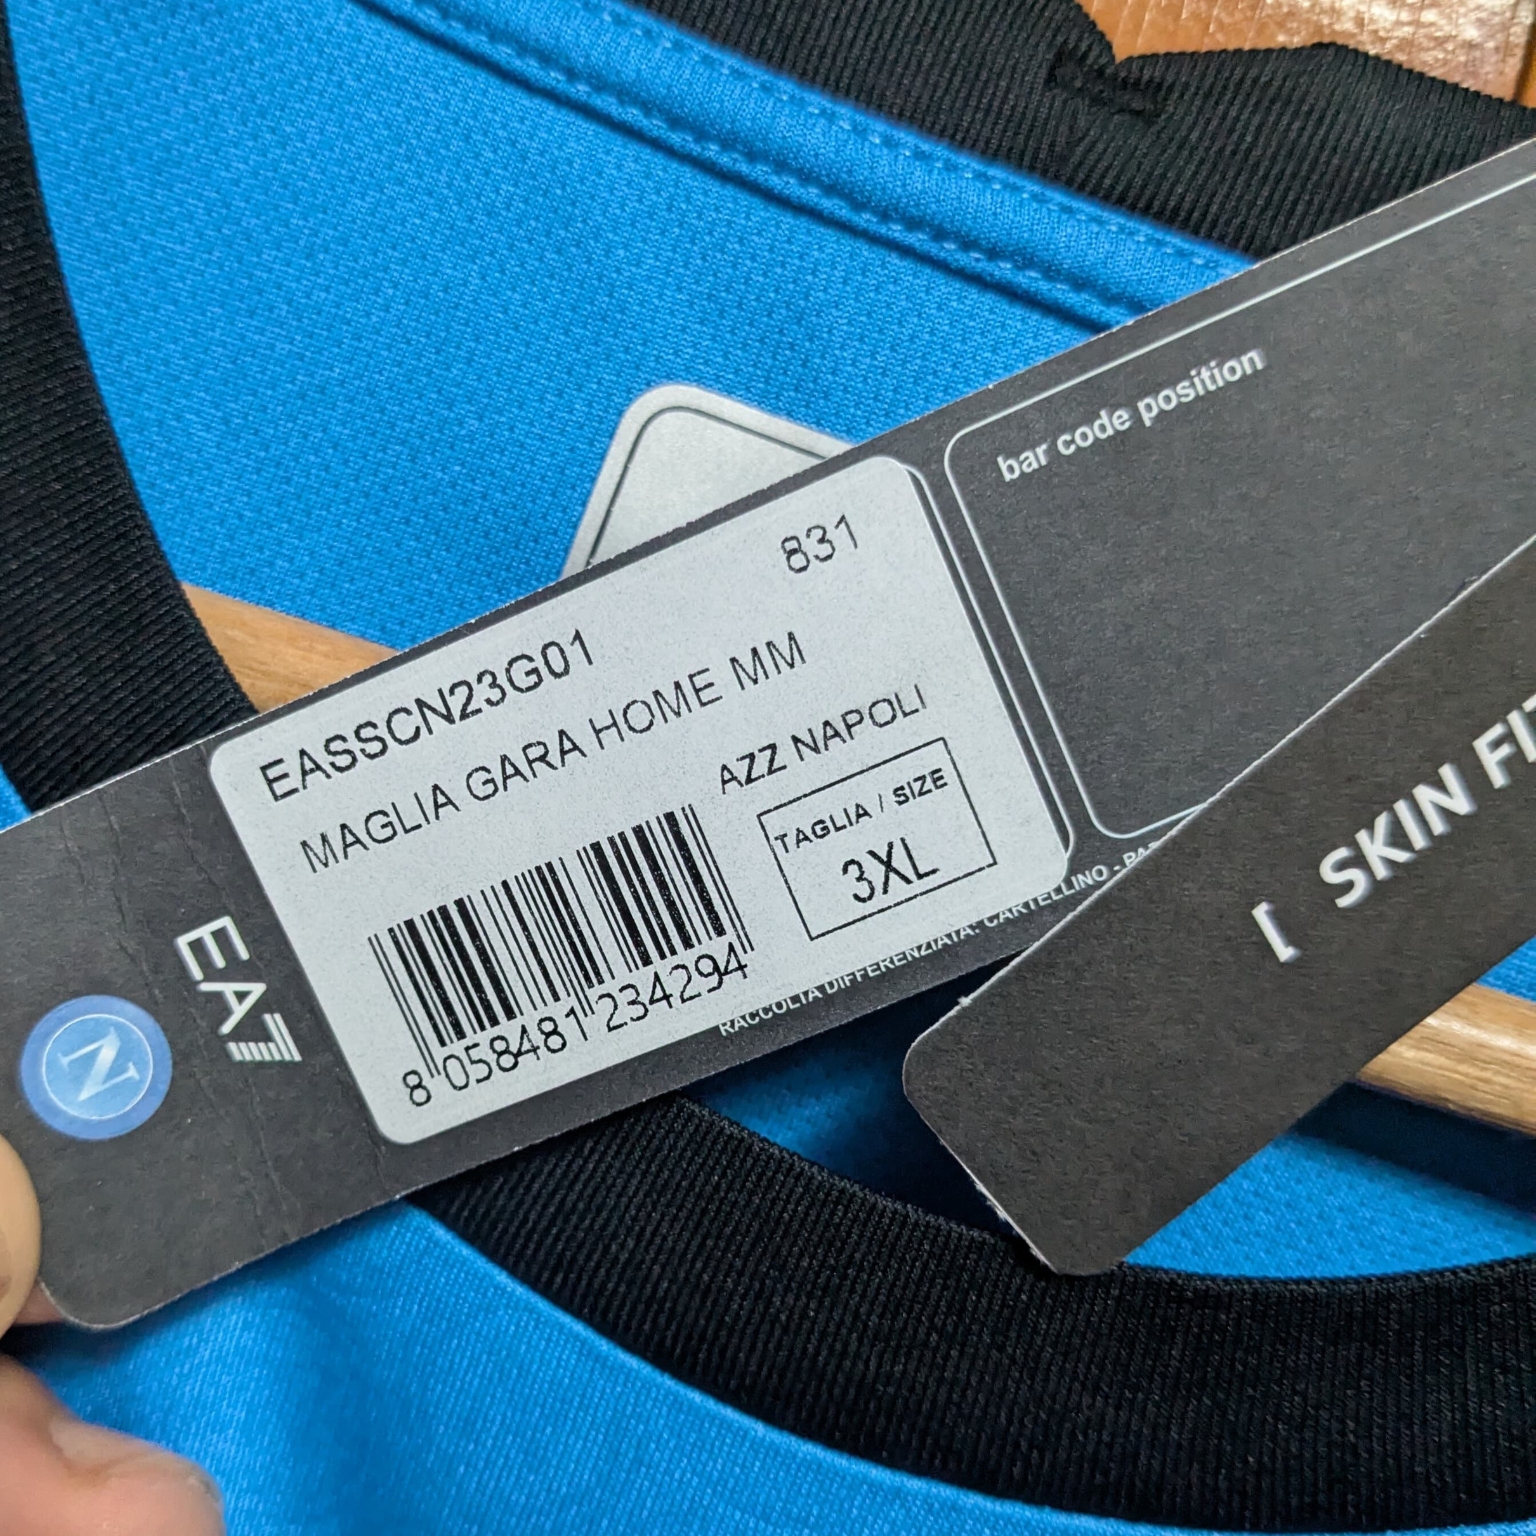 bar code position
831
EASSCN23G01
MAGLIA GARA HOME MM
AZZ NAPOLI
TAGLIA / SIZE
3XL
8 058481 234294
RACCOLTA DIFFERENZIATA: CARTELLINO -
EA7
N
[ SKIN